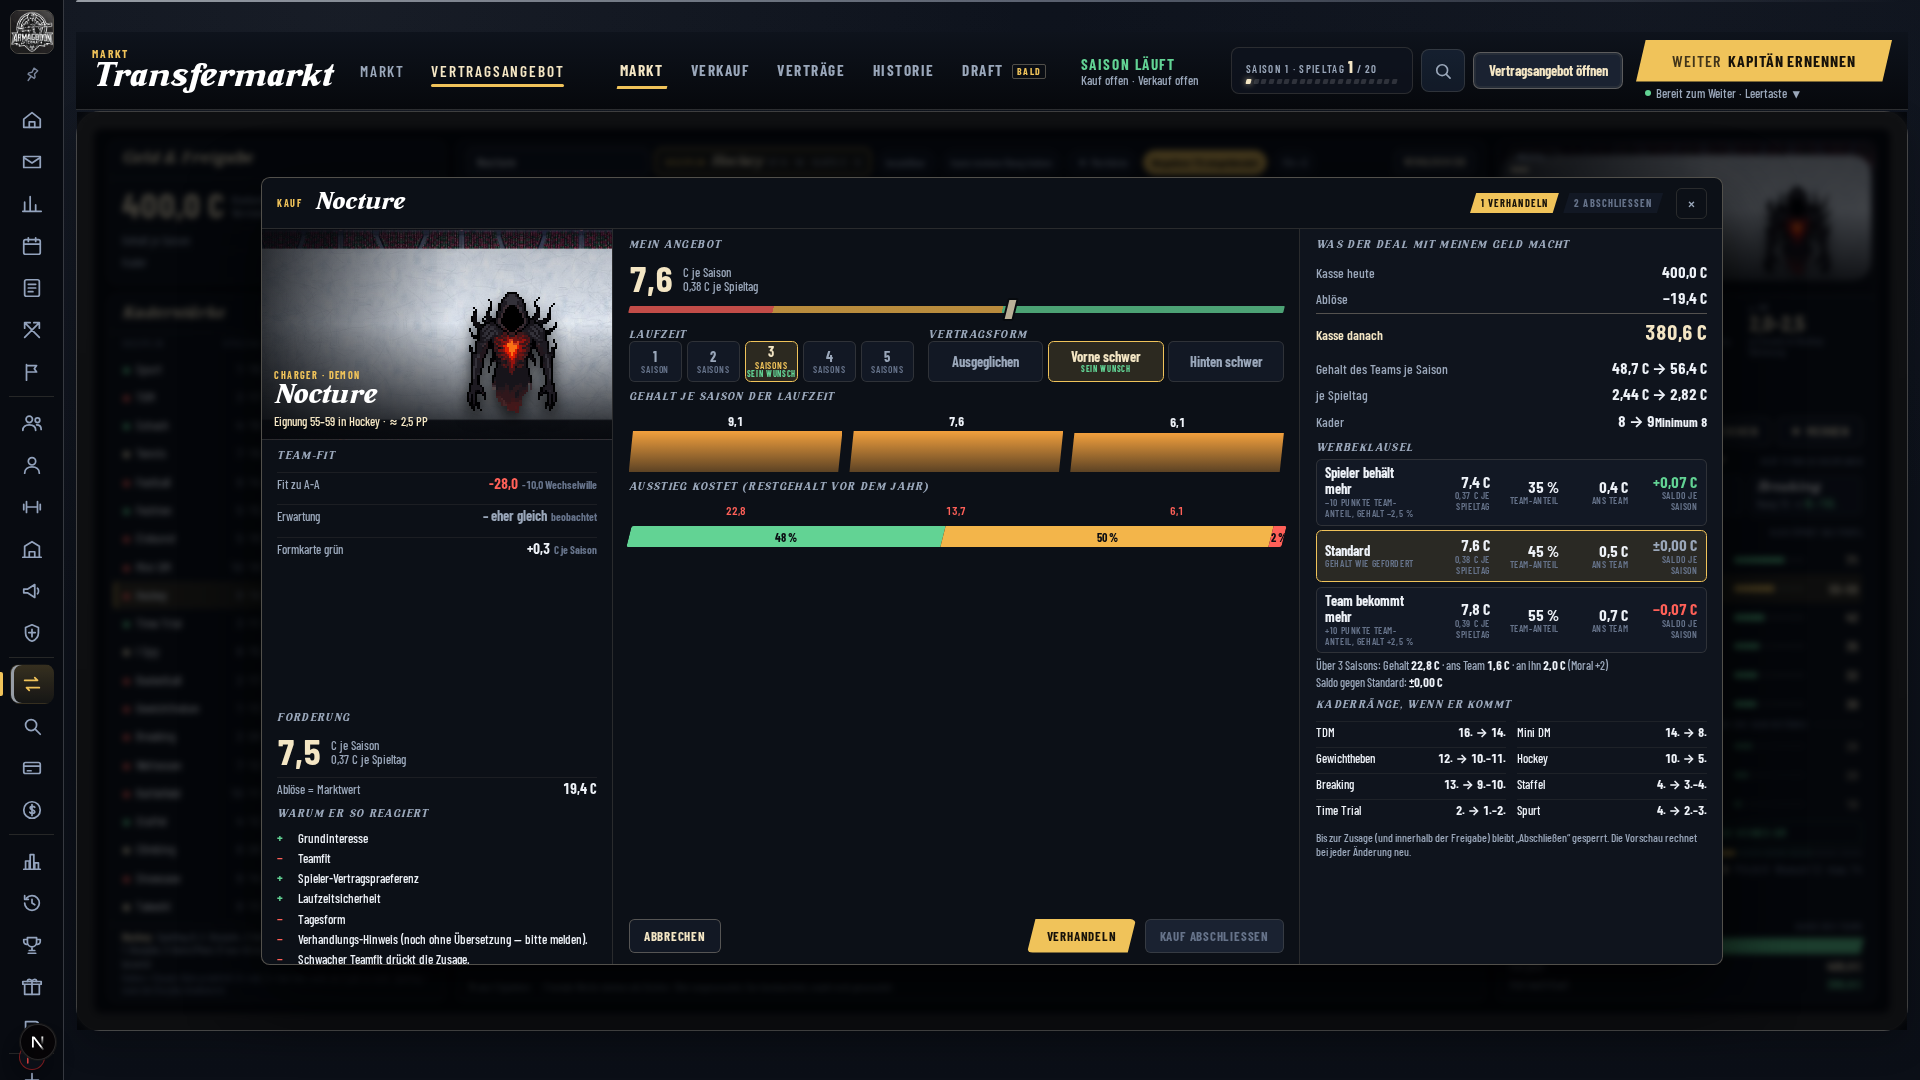 MARKT
Transfermarkt
MARKT
VERTRAGSANGEBOT
MARKT
VERKAUF
VERTRÄGE
HISTORIE
DRAFT BALD
SAISON LÄUFT
Kauf offen · Verkauf offen
SAISON 1 · SPIELTAG 1 / 20
Vertragsangebot öffnen
WEITER KAPITÄN ERNENNEN
Bereit zum Weiter · Leertaste ▼
Geld & Freigabe
400,0 C
KAUF Nocture
1 VERHANDELN
2 ABSCHLIESSEN
×
CHARGER · DEMON
Nocture
Eignung 55–59 in Hockey · ≈ 2,5 PP
TEAM-FIT
Fit zu A-A -28,0 -10,0 Wechselwille
Erwartung – eher gleich beobachtet
Formkarte grün +0,3 C je Saison
FORDERUNG
7,5 C je Saison
0,37 C je Spieltag
Ablöse = Marktwert 19,4 C
WARUM ER SO REAGIERT
+ Grundinteresse
– Teamfit
+ Spieler-Vertragspraeferenz
+ Laufzeitsicherheit
– Tagesform
– Verhandlungs-Hinweis (noch ohne Übersetzung — bitte melden).
– Schwacher Teamfit drückt die Zusage.
MEIN ANGEBOT
7,6 C je Saison
0,38 C je Spieltag
LAUFZEIT
1 SAISON
2 SAISONS
3 SAISONS SEIN WUNSCH
4 SAISONS
5 SAISONS
VERTRAGSFORM
Ausgeglichen
Vorne schwer SEIN WUNSCH
Hinten schwer
GEHALT JE SAISON DER LAUFZEIT
9,1 7,6 6,1
AUSSTIEG KOSTET (RESTGEHALT VOR DEM JAHR)
22,8 13,7 6,1
48 % 50 % 2 %
ABBRECHEN
VERHANDELN
KAUF ABSCHLIESSEN
WAS DER DEAL MIT MEINEM GELD MACHT
Kasse heute 400,0 C
Ablöse −19,4 C
Kasse danach 380,6 C
Gehalt des Teams je Saison 48,7 C → 56,4 C
je Spieltag 2,44 C → 2,82 C
Kader 8 → 9Minimum 8
WERBEKLAUSEL
Spieler behält mehr
−10 PUNKTE TEAM-ANTEIL, GEHALT −2,5 %
7,4 C 0,37 C JE SPIELTAG
35 % TEAM-ANTEIL
0,4 C ANS TEAM
+0,07 C SALDO JE SAISON
Standard
GEHALT WIE GEFORDERT
7,6 C 0,38 C JE SPIELTAG
45 % TEAM-ANTEIL
0,5 C ANS TEAM
±0,00 C SALDO JE SAISON
Team bekommt mehr
+10 PUNKTE TEAM-ANTEIL, GEHALT +2,5 %
7,8 C 0,39 C JE SPIELTAG
55 % TEAM-ANTEIL
0,7 C ANS TEAM
−0,07 C SALDO JE SAISON
Über 3 Saisons: Gehalt 22,8 C · ans Team 1,6 C · an ihn 2,0 C (Moral +2)
Saldo gegen Standard: ±0,00 C
KADERRÄNGE, WENN ER KOMMT
TDM 16. → 14. Mini DM 14. → 8.
Gewichtheben 12. → 10.–11. Hockey 10. → 5.
Breaking 13. → 9.–10. Staffel 4. → 3.–4.
Time Trial 2. → 1.–2. Spurt 4. → 2.–3.
Bis zur Zusage (und innerhalb der Freigabe) bleibt „Abschließen“ gesperrt. Die Vorschau rechnet
bei jeder Änderung neu.
N